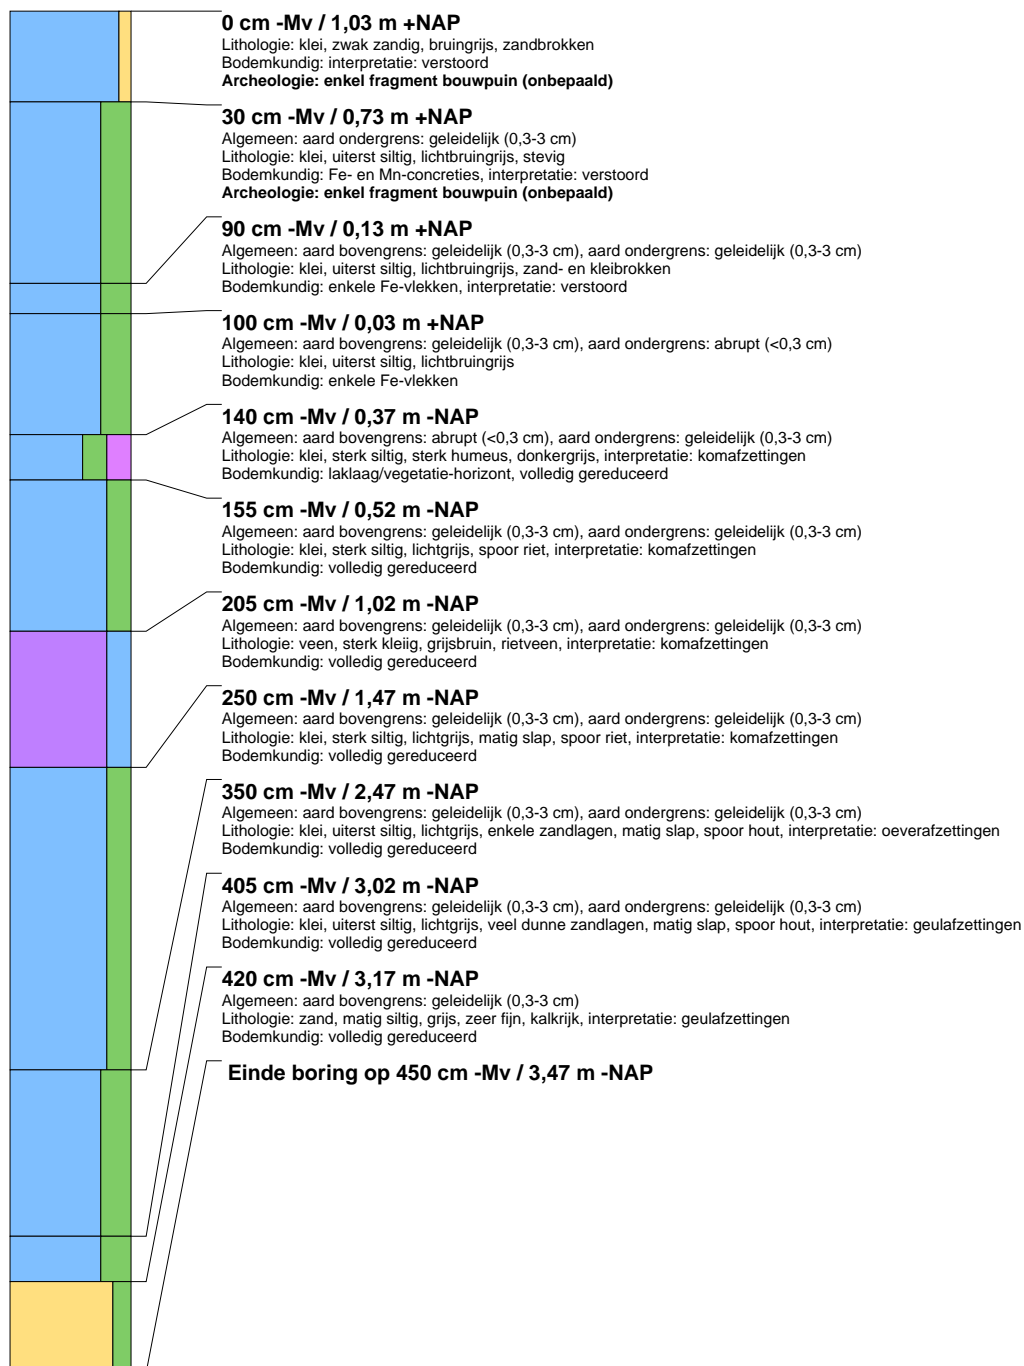 0 cm -Mv / 1,03 m +NAP
Lithologie: klei, zwak zandig, bruingrijs, zandbrokken
Bodemkundig: interpretatie: verstoord
Archeologie: enkel fragment bouwpuin (onbepaald)
30 cm -Mv / 0,73 m +NAP
Algemeen: aard ondergrens: geleidelijk (0,3-3 cm)
Lithologie: klei, uiterst siltig, lichtbruingrijs, stevig
Bodemkundig: Fe- en Mn-concreties, interpretatie: verstoord
Archeologie: enkel fragment bouwpuin (onbepaald)
90 cm -Mv / 0,13 m +NAP
Algemeen: aard bovengrens: geleidelijk (0,3-3 cm), aard ondergrens: geleidelijk (0,3-3 cm)
Lithologie: klei, uiterst siltig, lichtbruingrijs, zand- en kleibrokken
Bodemkundig: enkele Fe-vlekken, interpretatie: verstoord
100 cm -Mv / 0,03 m +NAP
Algemeen: aard bovengrens: geleidelijk (0,3-3 cm), aard ondergrens: abrupt (<0,3 cm)
Lithologie: klei, uiterst siltig, lichtbruingrijs
Bodemkundig: enkele Fe-vlekken
140 cm -Mv / 0,37 m -NAP
Algemeen: aard bovengrens: abrupt (<0,3 cm), aard ondergrens: geleidelijk (0,3-3 cm)
Lithologie: klei, sterk siltig, sterk humeus, donkergrijs, interpretatie: komafzettingen
Bodemkundig: laklaag/vegetatie-horizont, volledig gereduceerd
155 cm -Mv / 0,52 m -NAP
Algemeen: aard bovengrens: geleidelijk (0,3-3 cm), aard ondergrens: geleidelijk (0,3-3 cm)
Lithologie: klei, sterk siltig, lichtgrijs, spoor riet, interpretatie: komafzettingen
Bodemkundig: volledig gereduceerd
205 cm -Mv / 1,02 m -NAP
Algemeen: aard bovengrens: geleidelijk (0,3-3 cm), aard ondergrens: geleidelijk (0,3-3 cm)
Lithologie: veen, sterk kleiig, grijsbruin, rietveen, interpretatie: komafzettingen
Bodemkundig: volledig gereduceerd
250 cm -Mv / 1,47 m -NAP
Algemeen: aard bovengrens: geleidelijk (0,3-3 cm), aard ondergrens: geleidelijk (0,3-3 cm)
Lithologie: klei, sterk siltig, lichtgrijs, matig slap, spoor riet, interpretatie: komafzettingen
Bodemkundig: volledig gereduceerd
350 cm -Mv / 2,47 m -NAP
Algemeen: aard bovengrens: geleidelijk (0,3-3 cm), aard ondergrens: geleidelijk (0,3-3 cm)
Lithologie: klei, uiterst siltig, lichtgrijs, enkele zandlagen, matig slap, spoor hout, interpretatie: oeverafzettingen
Bodemkundig: volledig gereduceerd
405 cm -Mv / 3,02 m -NAP
Algemeen: aard bovengrens: geleidelijk (0,3-3 cm), aard ondergrens: geleidelijk (0,3-3 cm)
Lithologie: klei, uiterst siltig, lichtgrijs, veel dunne zandlagen, matig slap, spoor hout, interpretatie: geulafzettingen
Bodemkundig: volledig gereduceerd
420 cm -Mv / 3,17 m -NAP
Algemeen: aard bovengrens: geleidelijk (0,3-3 cm)
Lithologie: zand, matig siltig, grijs, zeer fijn, kalkrijk, interpretatie: geulafzettingen
Bodemkundig: volledig gereduceerd
Einde boring op 450 cm -Mv / 3,47 m -NAP